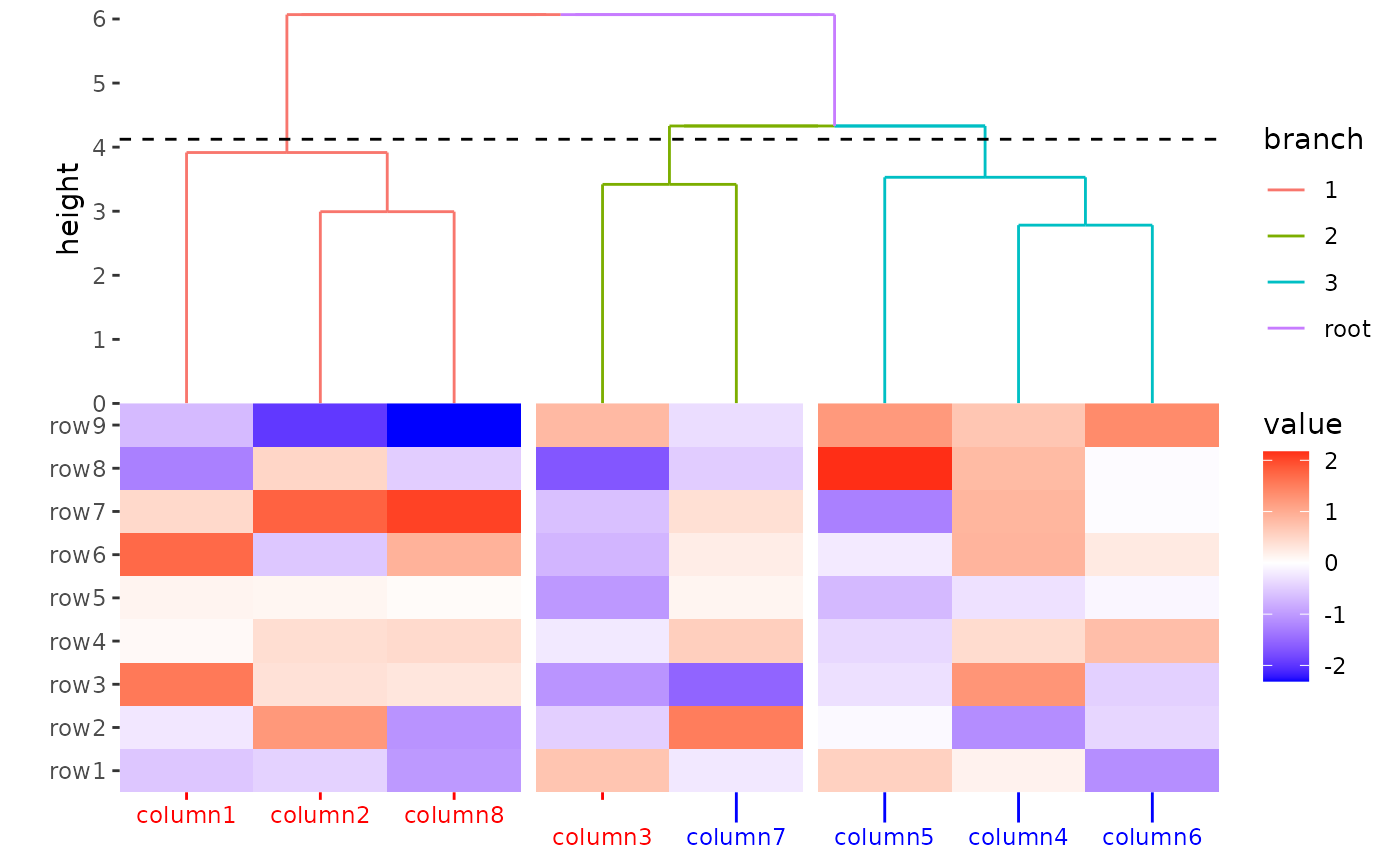 6
5
4
3
2
1
0
height
branch
1
2
3
root
value
2
1
0
-1
-2
row9
row8
row7
row6
row5
row4
row3
row2
row1
column1 column2 column8
column3 column7 column5 column4 column6